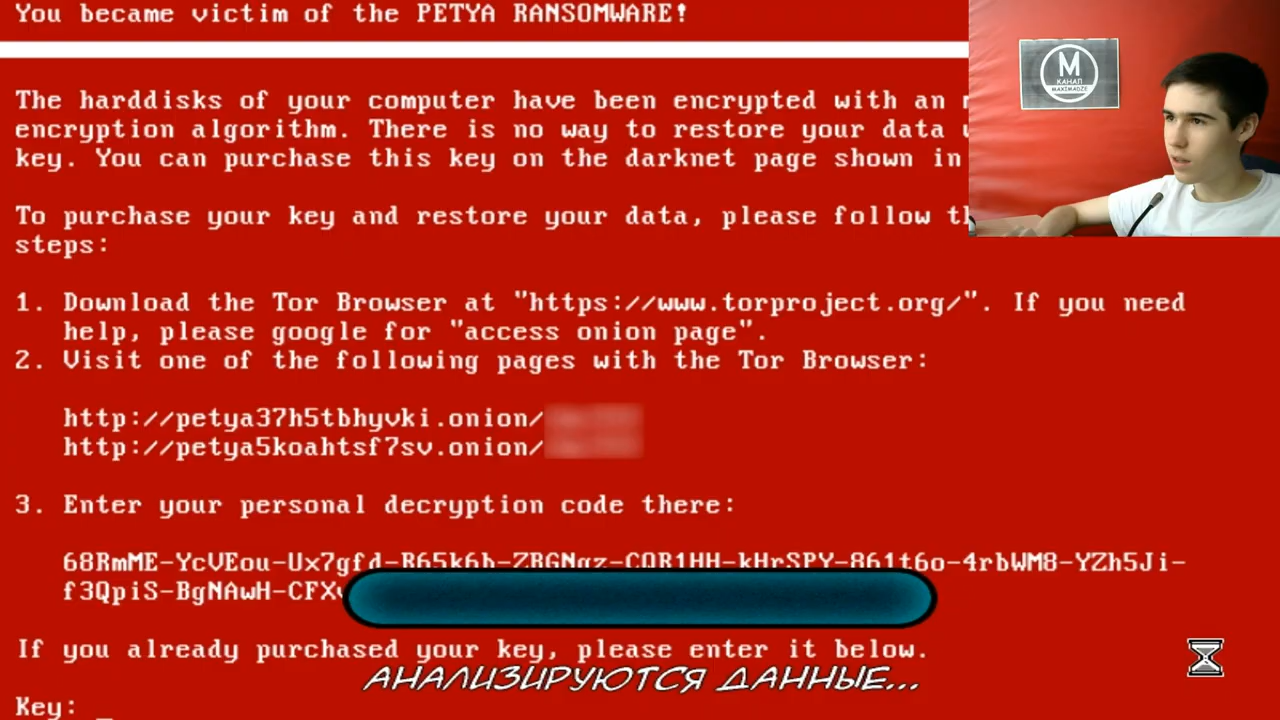 You became victim of the PETYA RANSOMWARE!
The harddisks of your computer have been encrypted with an
encryption algorithm. There is no way to restore your data
key. You can purchase this key on the darknet page shown in
To purchase your key and restore your data, please follow
steps:
1. Download the Tor Browser at "https://www.torproject.org/". If you need
help, please google for "access onion page".
2. Visit one of the following pages with the Tor Browser:
http://petya37h5tbhyvki.onion/
http://petya5koahtsf7sv.onion/
3. Enter your personal decryption code there:
68RmME-YcVEou-Ux7gfd-R65k6b-ZRGNgz-CQR1HH-kHrSPY-861t6o-4rbWM8-YZh5Ji-
f3QpiS-BgNAwH-CFX
If you already purchased your key, please enter it below.
Key: _
АНАЛИЗИРУЮТСЯ ДАННЫЕ...
М
КАНАЛ
MAXIMADZE